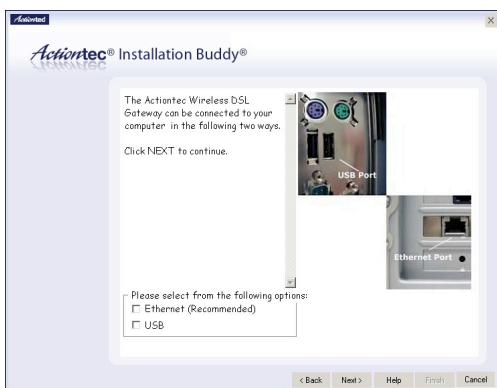 Actiontec
Actiontec® Installation Buddy®
The Actiontec Wireless DSL
Gateway can be connected to your
computer in the following two ways.
Click NEXT to continue.
USB Port
Ethernet Port
Please select from the following options:
Ethernet (Recommended)
USB
< Back Next > Help Finish Cancel